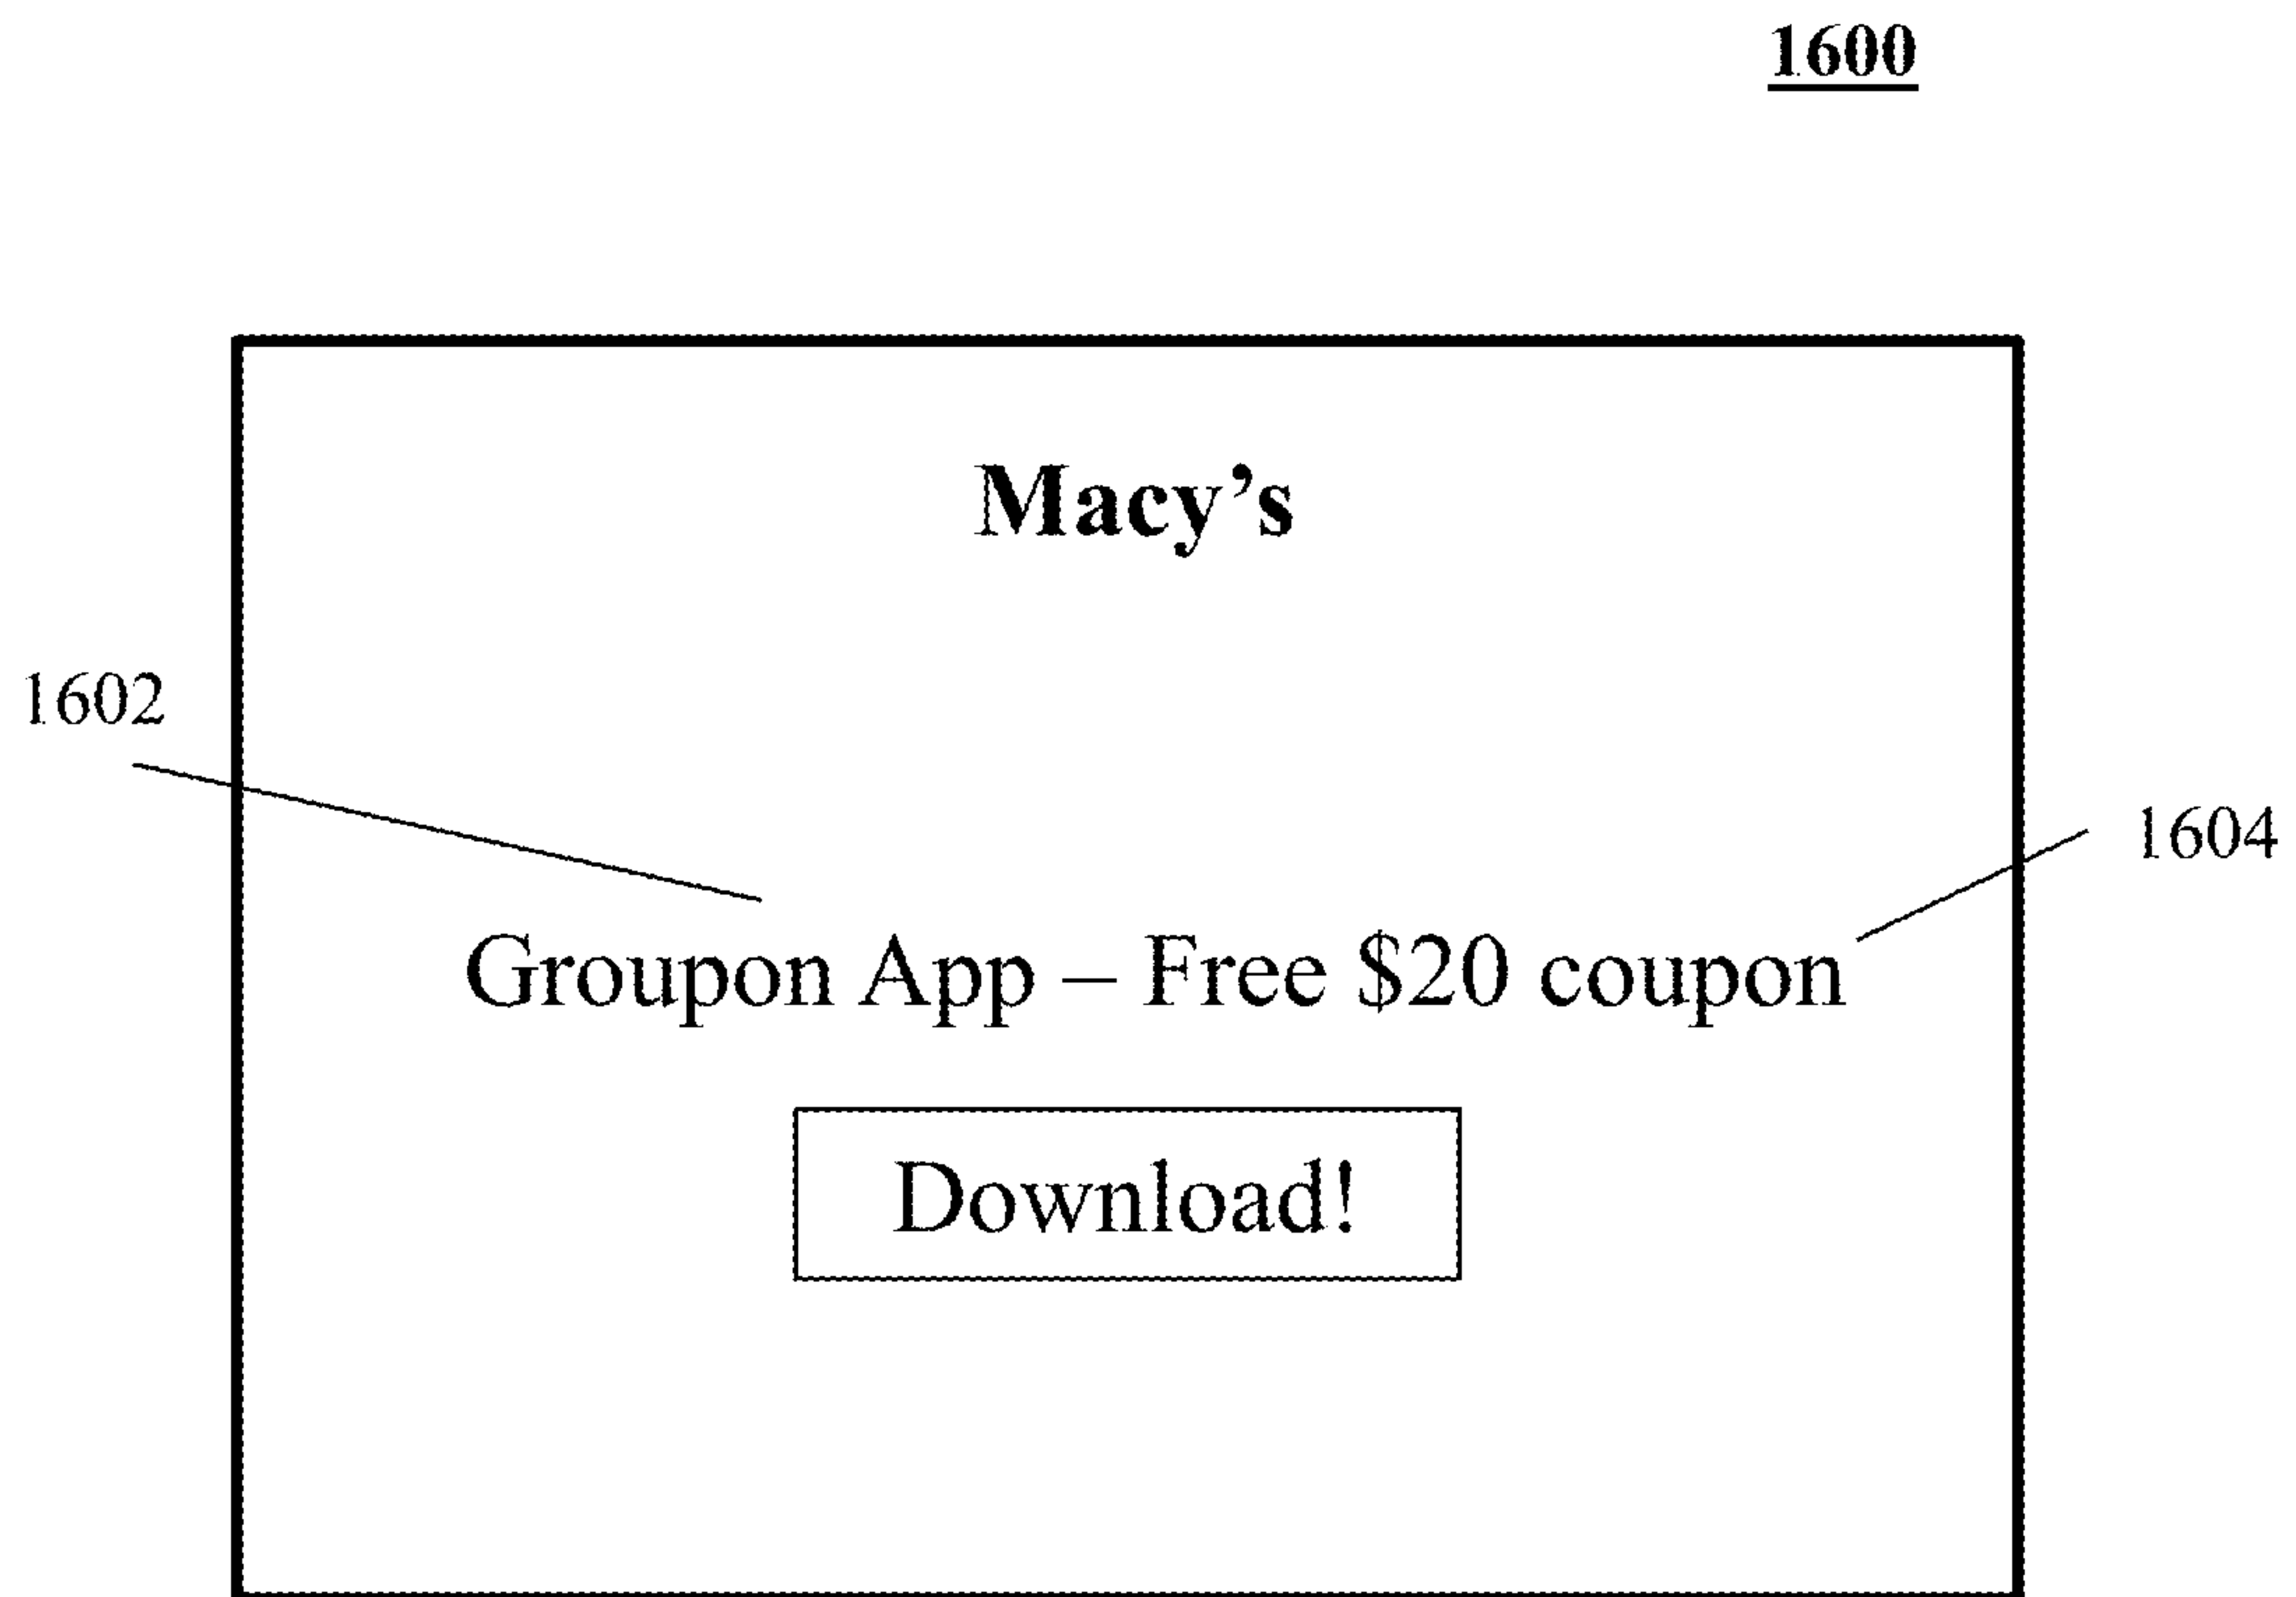 1600
Macy’s
1602
1604
Groupon App – Free $20 coupon
Download!